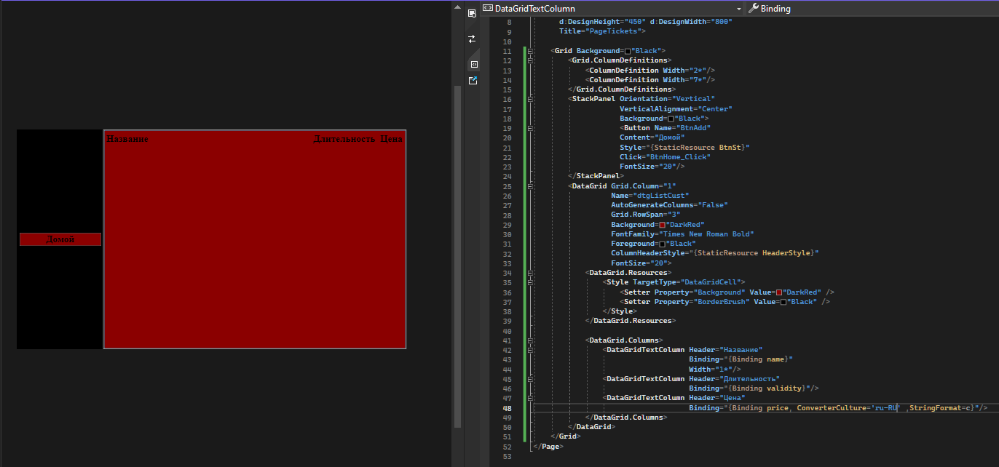 DataGridTextColumn
Binding
Название
Длительность Цена
Домой
8 d:DesignHeight="450" d:DesignWidth="800"
9 Title="PageTickets">
10
11 <Grid Background="Black">
12 <Grid.ColumnDefinitions>
13 <ColumnDefinition Width="2*"/>
14 <ColumnDefinition Width="7*"/>
15 </Grid.ColumnDefinitions>
16 <StackPanel Orientation="Vertical"
17 VerticalAlignment="Center"
18 Background="Black">
19 <Button Name="BtnAdd"
20 Content="Домой"
21 Style="{StaticResource BtnSt}"
22 Click="BtnHome_Click"
23 FontSize="20"/>
24 </StackPanel>
25 <DataGrid Grid.Column="1"
26 Name="dtgListCust"
27 AutoGenerateColumns="False"
28 Grid.RowSpan="3"
29 Background="DarkRed"
30 FontFamily="Times New Roman Bold"
31 Foreground="Black"
32 ColumnHeaderStyle="{StaticResource HeaderStyle}"
33 FontSize="20">
34 <DataGrid.Resources>
35 <Style TargetType="DataGridCell">
36 <Setter Property="Background" Value="DarkRed" />
37 <Setter Property="BorderBrush" Value="Black" />
38 </Style>
39 </DataGrid.Resources>
40
41 <DataGrid.Columns>
42 <DataGridTextColumn Header="Название"
43 Binding="{Binding name}"
44 Width="1*"/>
45 <DataGridTextColumn Header="Длительность"
46 Binding="{Binding validity}"/>
47 <DataGridTextColumn Header="Цена"
48 Binding="{Binding price, ConverterCulture='ru-RU' ,StringFormat=c}"/>
49 </DataGrid.Columns>
50 </DataGrid>
51 </Grid>
52 </Page>
53